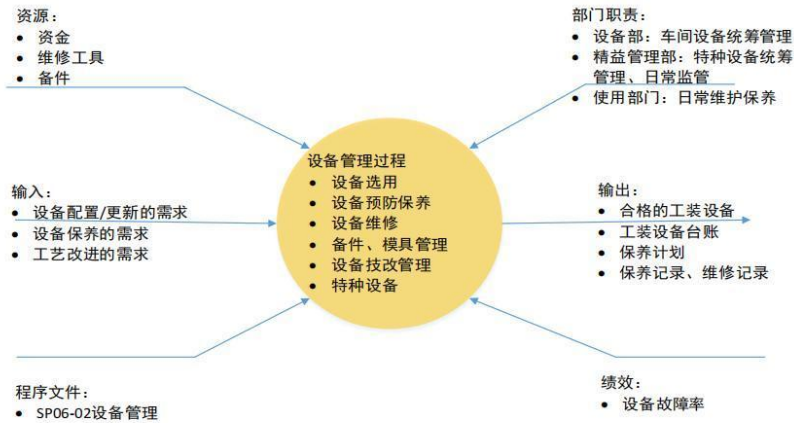 资源：
● 资金
● 维修工具
● 备件
部门职责：
● 设备部：车间设备统筹管理
● 精益管理部：特种设备统筹
管理、日常监管
● 使用部门：日常维护保养
输入：
● 设备配置/更新的需求
● 设备保养的需求
● 工艺改进的需求
设备管理过程
● 设备选用
● 设备预防保养
● 设备维修
● 备件、模具管理
● 设备技改管理
● 特种设备
输出：
● 合格的工装设备
● 工装设备台账
● 保养计划
● 保养记录、维修记录
程序文件：
● SP06-02设备管理
绩效：
● 设备故障率